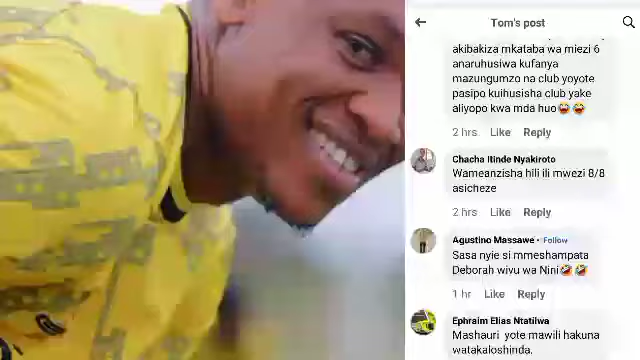 Tom's post
akibakiza mkataba wa miezi 6
anaruhusiwa kufanya
mazungumzo na club yoyote
pasipo kuihusisha club yake
aliyopo kwa mda huo😂😂
2 hrs Like Reply
Chacha Itinde Nyakiroto
Wameanzisha hili ili mwezi 8/8
asicheze
2 hrs Like Reply
Agustino Massawe • Follow
Sasa nyie si mmeshampata
Deborah wivu wa Nini🤣🤣
1 hr Like Reply
Ephraim Elias Ntatilwa
Mashauri yote mawili hakuna
watakaloshinda.